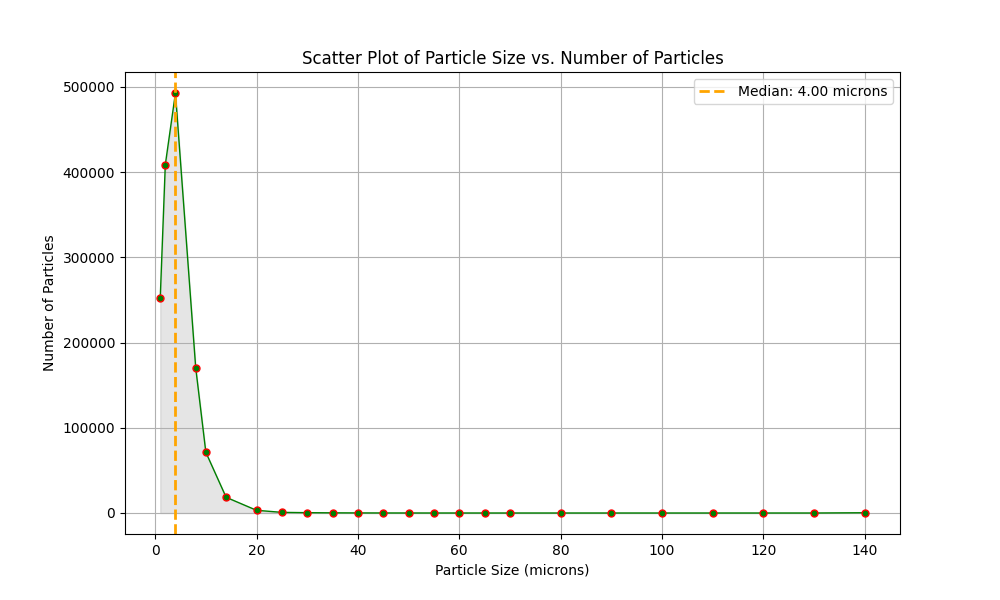 Scatter Plot of Particle Size vs. Number of Particles
Median: 4.00 microns
500000
400000
300000
200000
100000
0
Number of Particles
0 20 40 60 80 100 120 140
Particle Size (microns)